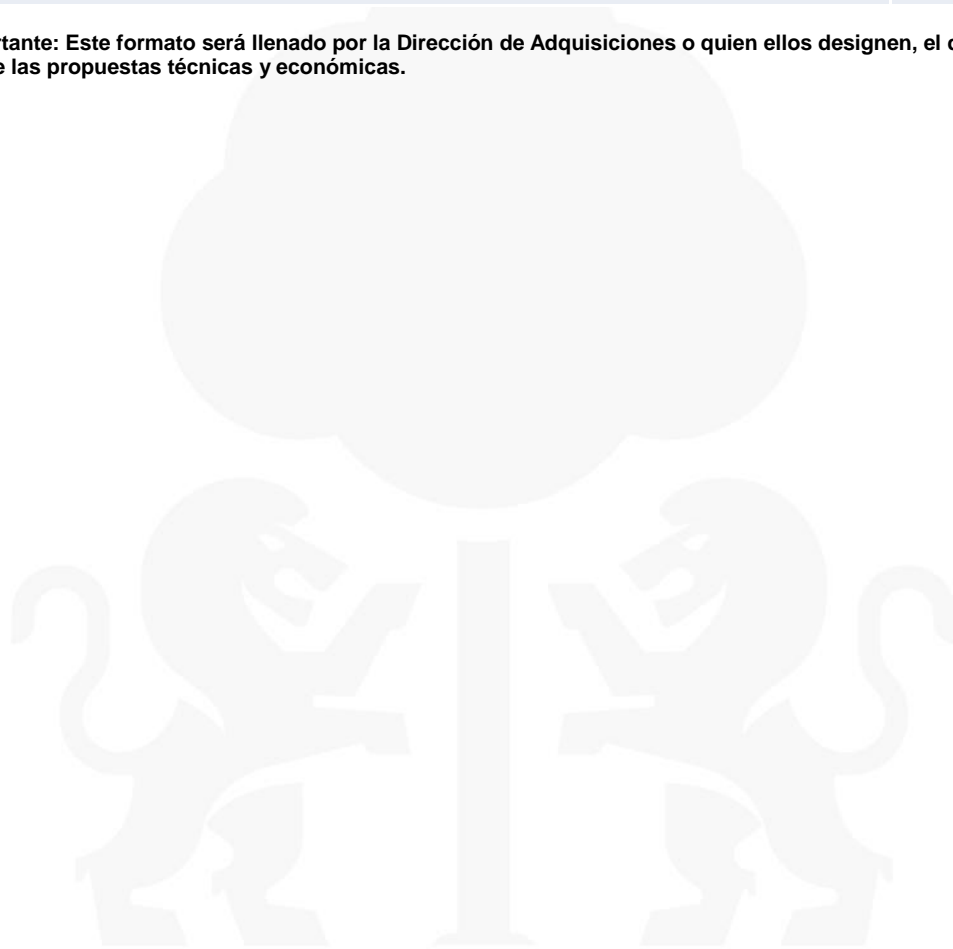 rtante: Este formato será llenado por la Dirección de Adquisiciones o quien ellos designen, el
e las propuestas técnicas y económicas.